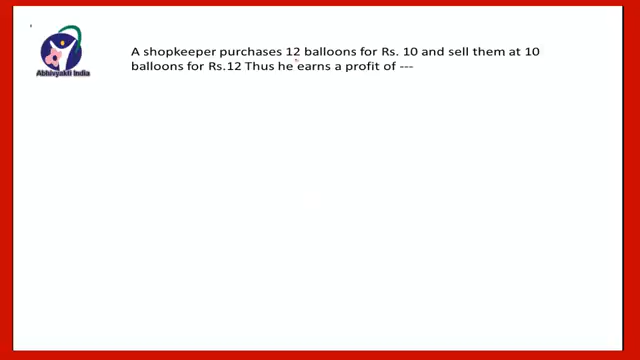 A shopkeeper purchases 12 balloons for Rs. 10 and sell them at 10
balloons for Rs.12 Thus he earns a profit of ---
Abhivyakti India